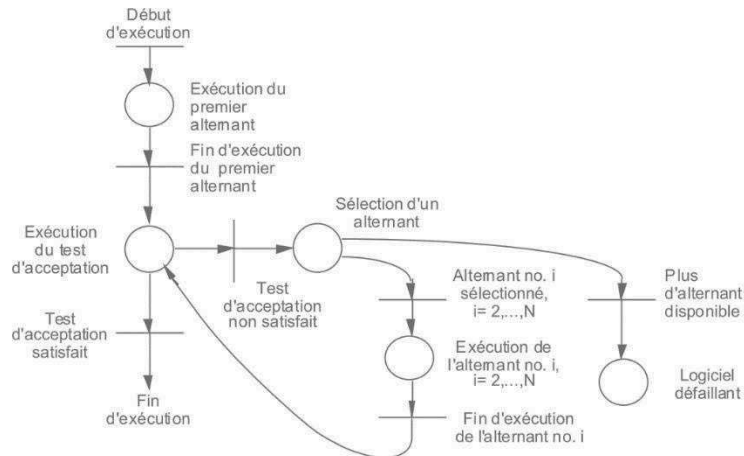 Début
d'exécution
Exécution du
premier
alternant
Fin d'exécution
du premier
alternant
Exécution
du test
d'acceptation
Sélection d'un
alternant
Test
d'acceptation
non satisfait
Test
d'acceptation
satisfait
Fin
d'exécution
Alternant no. i
sélectionné,
i= 2,...,N
Exécution de
l'alternant no. i,
i= 2,...,N
Fin d'exécution
de l'alternant no. i
Plus
d'alternant
disponible
Logiciel
défaillant